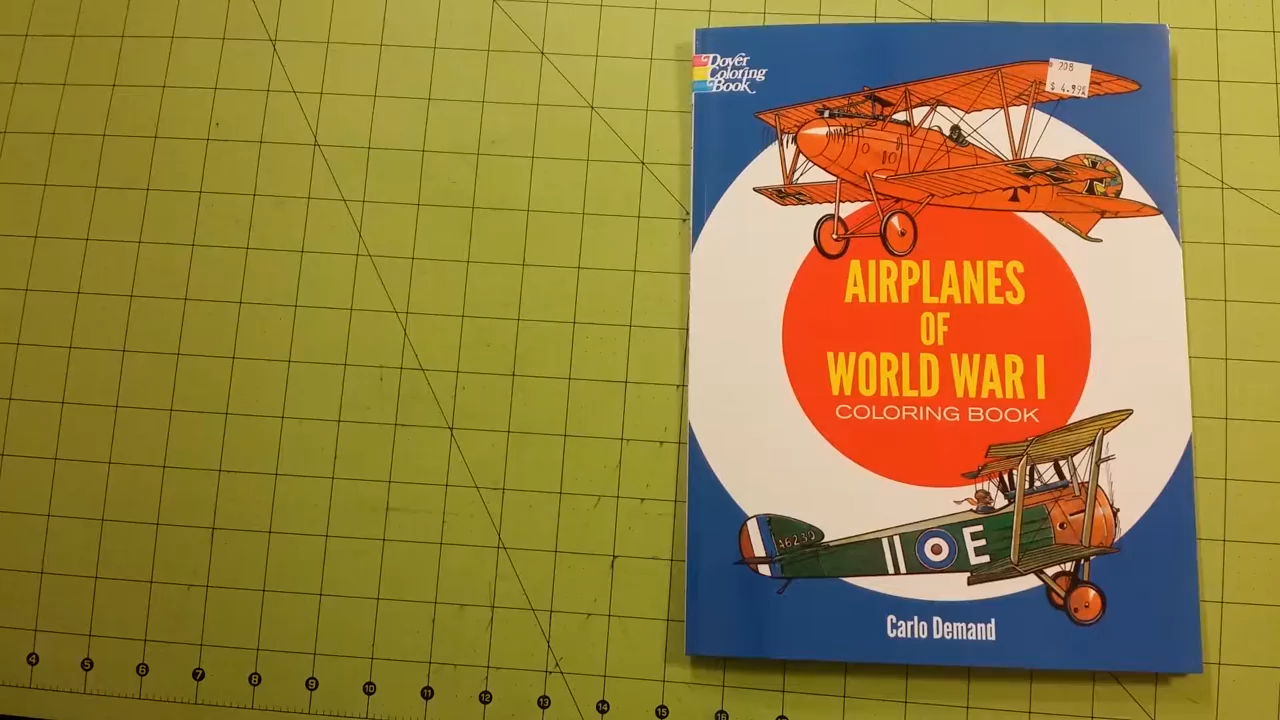 Dover
Coloring
Book
208
$ 4.99
AIRPLANES
OF
WORLD WAR I
COLORING BOOK
A6230
E
Carlo Demand
4 5 6 7 8 9 10 11 12 13 14 15 16